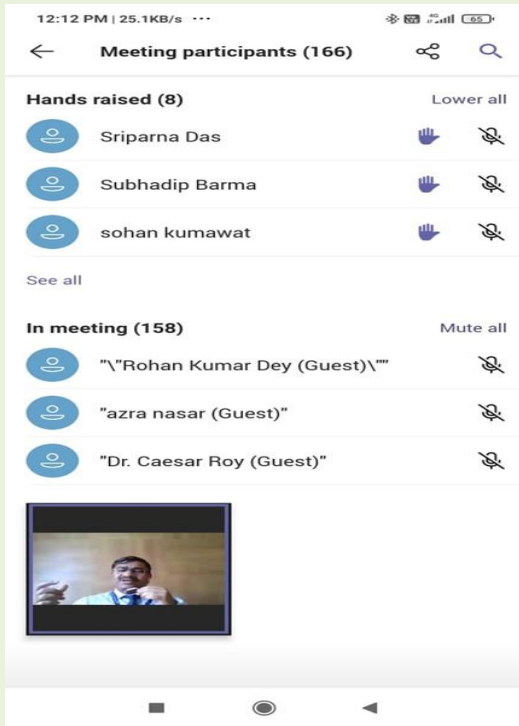 12:12 PM | 25.1KB/s ··· 4G 65
Meeting participants (166)
Hands raised (8) Lower all
Sriparna Das
Subhadip Barma
sohan kumawat
See all
In meeting (158) Mute all
"\"Rohan Kumar Dey (Guest)\""
"azra nasar (Guest)"
"Dr. Caesar Roy (Guest)"